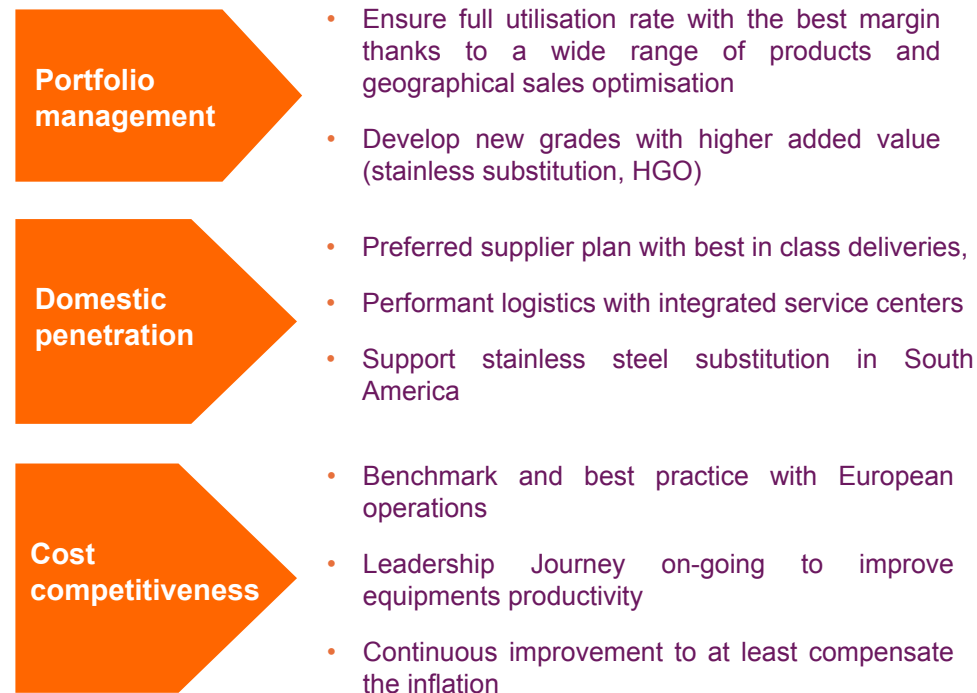 Portfolio
management
• Ensure full utilisation rate with the best margin
thanks to a wide range of products and
geographical sales optimisation
• Develop new grades with higher added value
(stainless substitution, HGO)
Domestic
penetration
• Preferred supplier plan with best in class deliveries,
• Performant logistics with integrated service centers
• Support stainless steel substitution in South
America
Cost
competitiveness
• Benchmark and best practice with European
operations
• Leadership Journey on-going to improve
equipments productivity
• Continuous improvement to at least compensate
the inflation